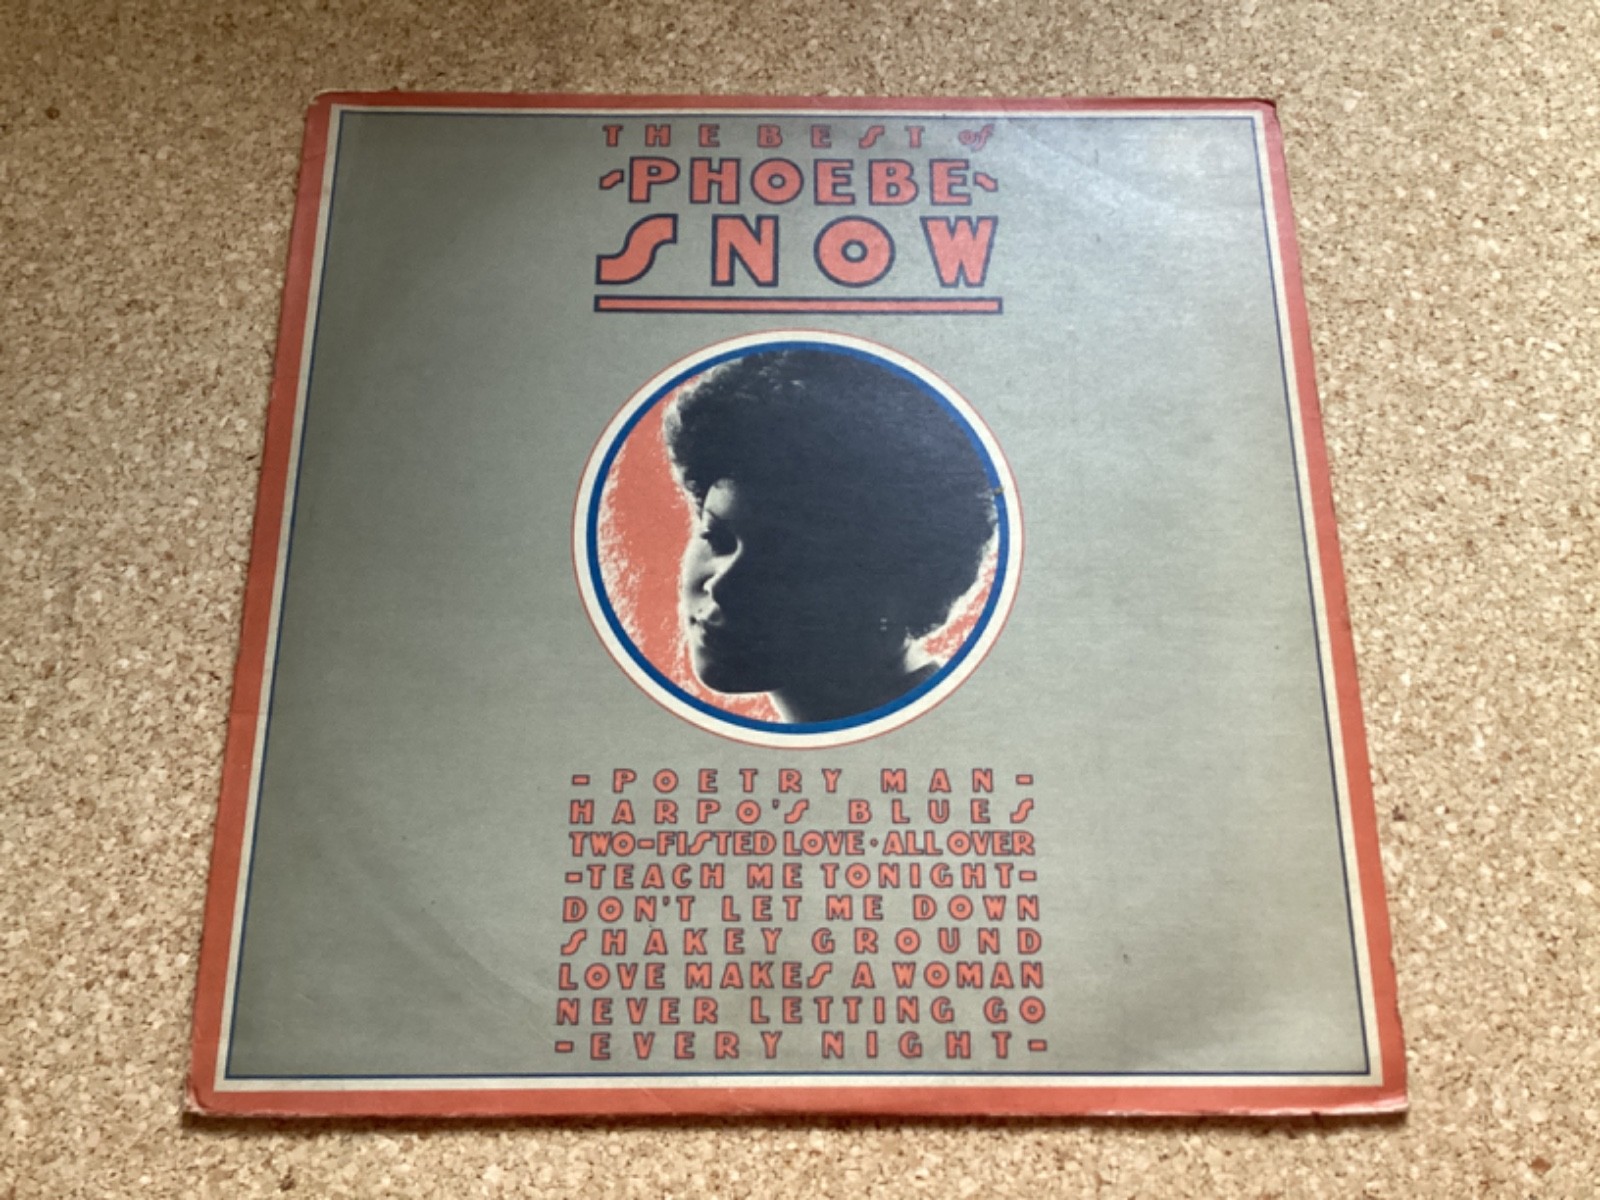 THE BEST of
-PHOEBE-
SNOW
- POETRY MAN -
HARPO'S BLUES
TWO-FISTED LOVE • ALL OVER
-TEACH ME TONIGHT-
DON'T LET ME DOWN
SHAKEY GROUND
LOVE MAKES A WOMAN
NEVER LETTING GO
- EVERY NIGHT -